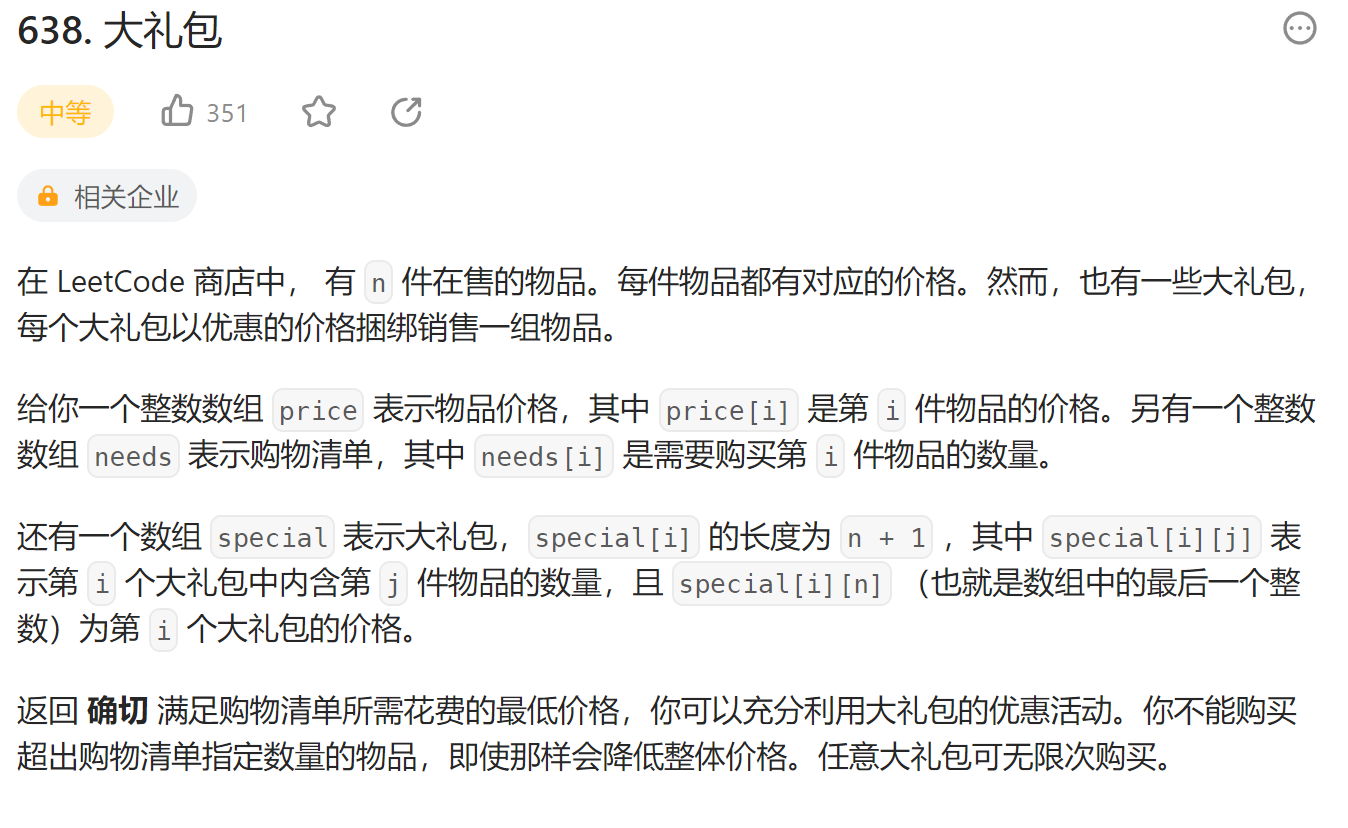 638. 大礼包
中等
351
相关企业
在 LeetCode 商店中， 有 n 件在售的物品。每件物品都有对应的价格。然而，也有一些大礼包，
每个大礼包以优惠的价格捆绑销售一组物品。
给你一个整数数组 price 表示物品价格，其中 price[i] 是第 i 件物品的价格。另有一个整数
数组 needs 表示购物清单，其中 needs[i] 是需要购买第 i 件物品的数量。
还有一个数组 special 表示大礼包，special[i] 的长度为 n + 1 ，其中 special[i][j] 表
示第 i 个大礼包中内含第 j 件物品的数量，且 special[i][n] （也就是数组中的最后一个整
数）为第 i 个大礼包的价格。
返回 确切 满足购物清单所需花费的最低价格，你可以充分利用大礼包的优惠活动。你不能购买
超出购物清单指定数量的物品，即使那样会降低整体价格。任意大礼包可无限次购买。